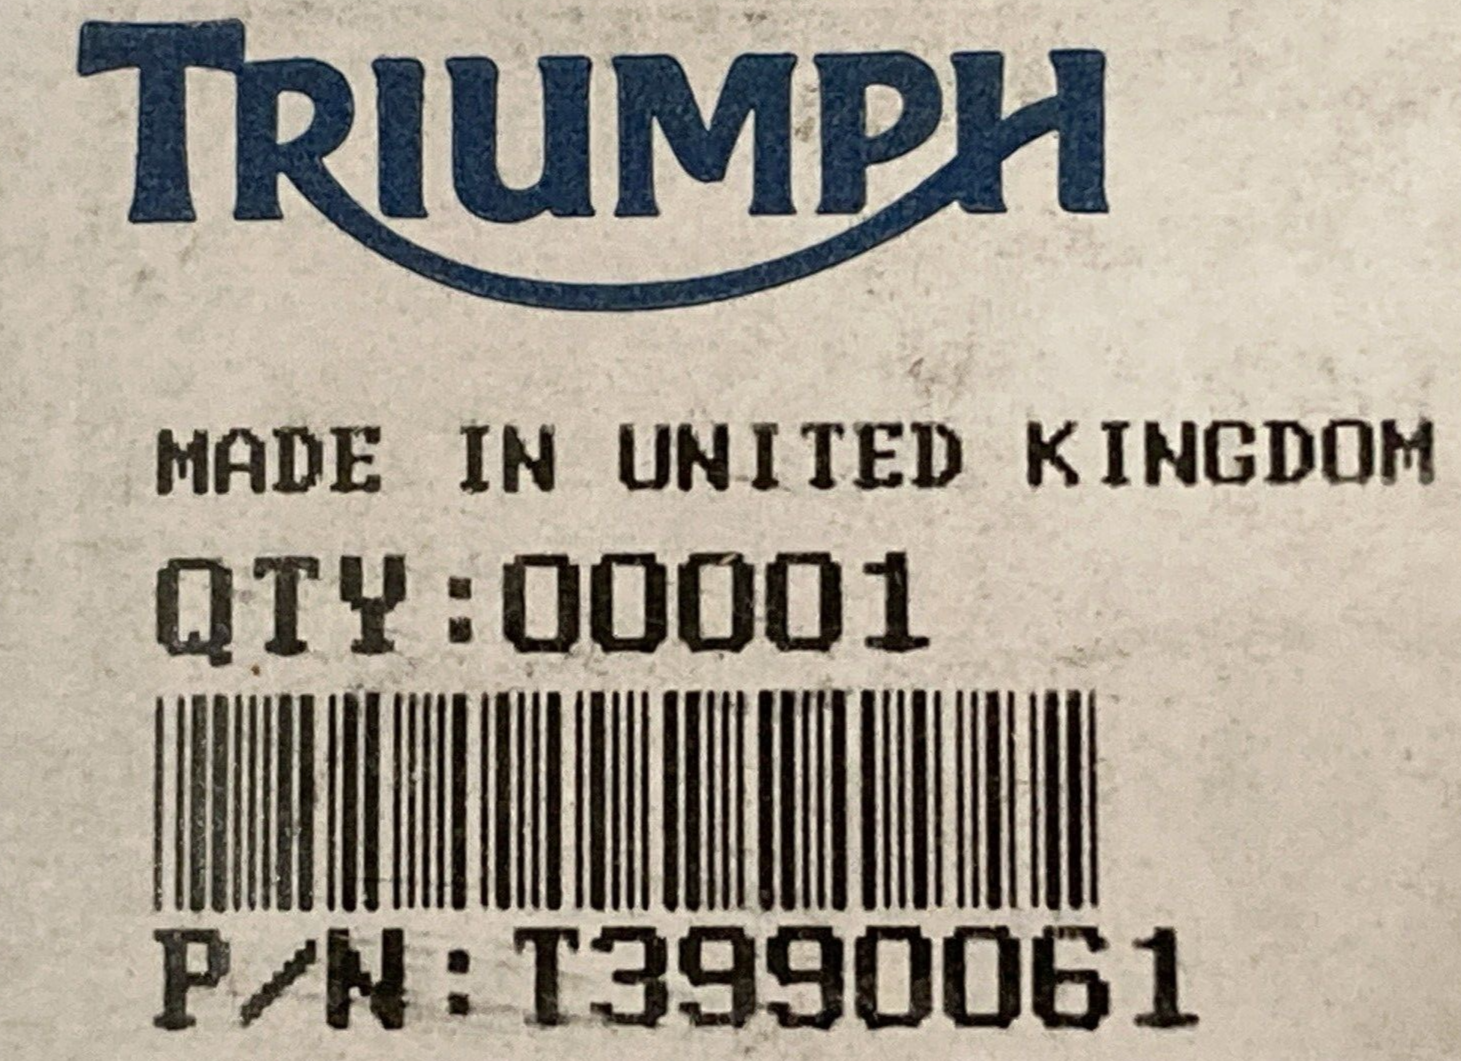 TRIUMPH
MADE IN UNITED KINGDOM
QTY:00001
P/N:T3990061